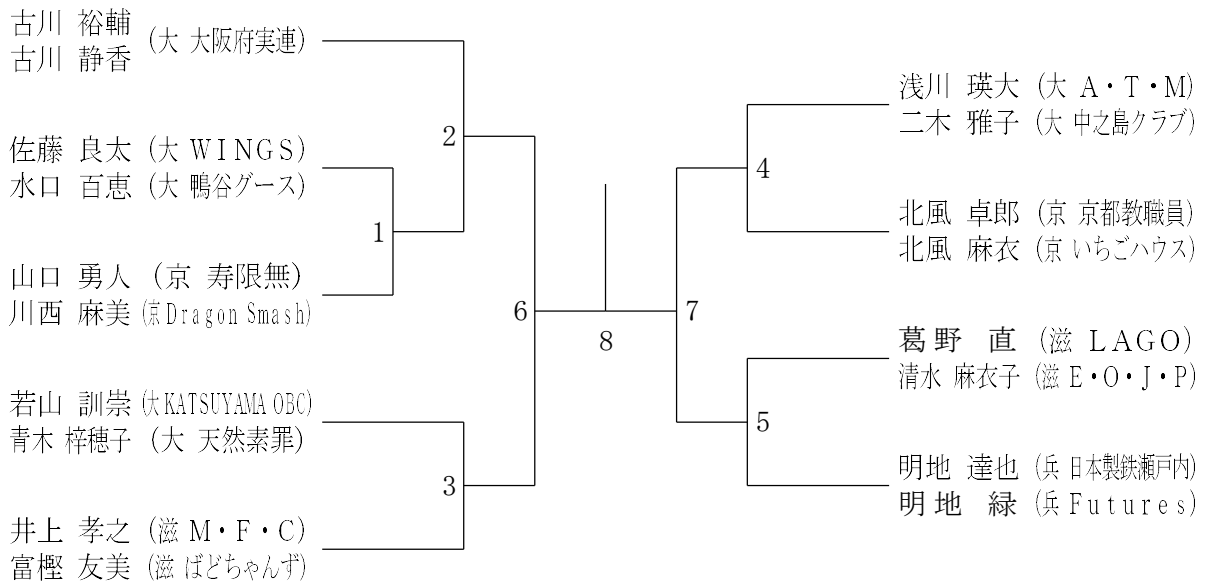 古川 裕輔 (大 大阪府実連)
古川 静香
佐藤 良太 (大 WINGS)
水口 百恵 (大 鴨谷グース)
山口 勇人 (京 寿限無)
川西 麻美 (京 Dragon Smash)
若山 訓崇 (大 KATSUYAMA OBC)
青木 梓穂子 (大 天然素罪)
井上 孝之 (滋 M・F・C)
富樫 友美 (滋 ばどちゃんず)
2
1
6
3
8
7
4
5
浅川 瑛大 (大 A・T・M)
二木 雅子 (大 中之島クラブ)
北風 卓郎 (京 京都教職員)
北風 麻衣 (京 いちごハウス)
葛野 直 (滋 LAGO)
清水 麻衣子 (滋 E・O・J・P)
明地 達也 (兵 日本製鉄瀬戸内)
明地 緑 (兵 Futures)